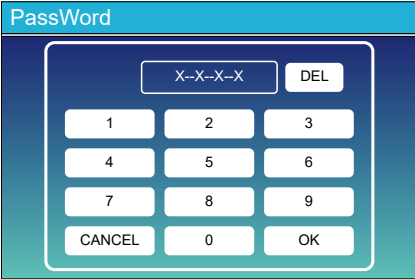 PassWord
X--X--X--X DEL
1 2 3
4 5 6
7 8 9
CANCEL 0 OK